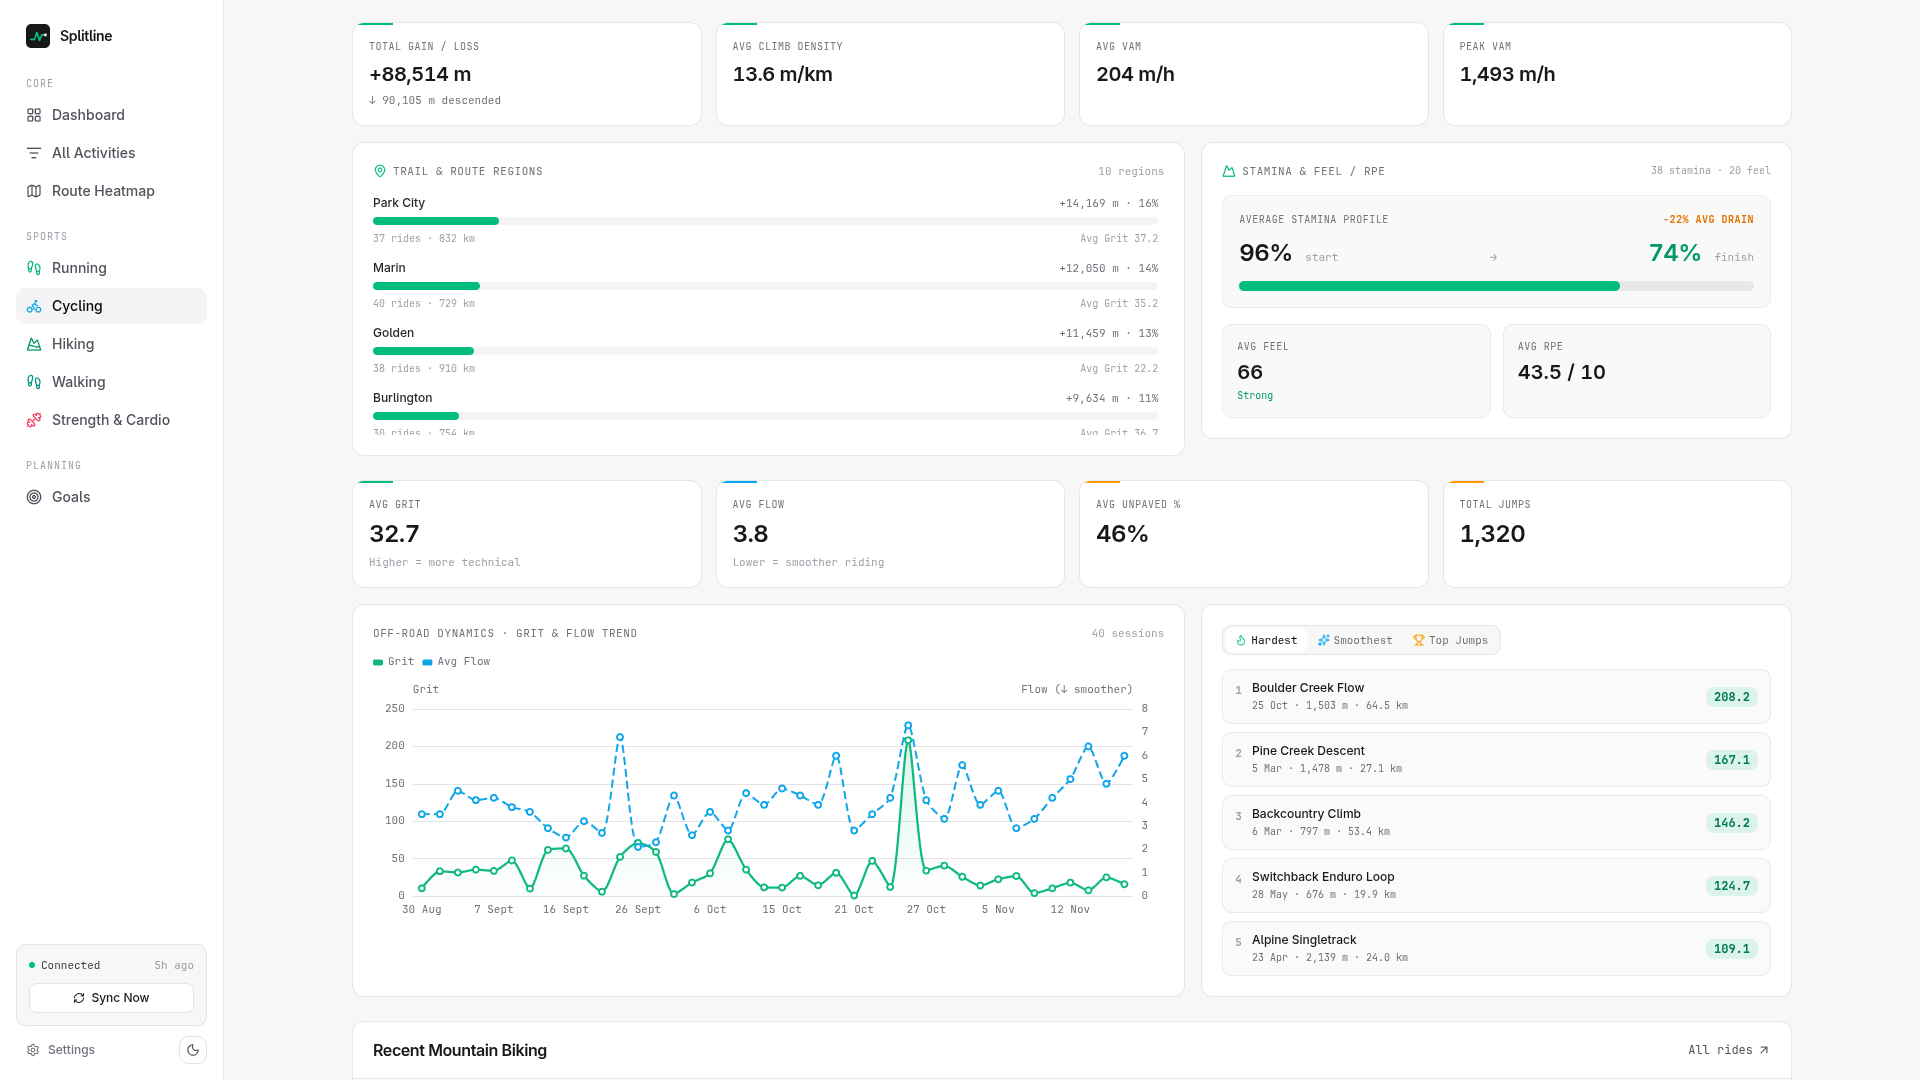 Splitline
CORE
Dashboard
All Activities
Route Heatmap
SPORTS
Running
Cycling
Hiking
Walking
Strength & Cardio
PLANNING
Goals
Connected 5h ago
Sync Now
Settings
TOTAL GAIN / LOSS
+88,514 m
↓ 90,105 m descended
AVG CLIMB DENSITY
13.6 m/km
AVG VAM
204 m/h
PEAK VAM
1,493 m/h
TRAIL & ROUTE REGIONS 10 regions
Park City +14,169 m · 16%
37 rides · 832 km Avg Grit 37.2
Marin +12,050 m · 14%
40 rides · 729 km Avg Grit 35.2
Golden +11,459 m · 13%
38 rides · 910 km Avg Grit 22.2
Burlington +9,634 m · 11%
30 rides · 754 km Avg Grit 36.7
STAMINA & FEEL / RPE 38 stamina · 20 feel
AVERAGE STAMINA PROFILE -22% AVG DRAIN
96% start → 74% finish
AVG FEEL
66
Strong
AVG RPE
43.5 / 10
AVG GRIT
32.7
Higher = more technical
AVG FLOW
3.8
Lower = smoother riding
AVG UNPAVED %
46%
TOTAL JUMPS
1,320
OFF-ROAD DYNAMICS · GRIT & FLOW TREND 40 sessions
Grit Avg Flow
Grit Flow (↓ smoother)
250 8
7
200
6
150 5
4
100
3
50 2
1
0 0
30 Aug 7 Sept 16 Sept 26 Sept 6 Oct 15 Oct 21 Oct 27 Oct 5 Nov 12 Nov
Hardest Smoothest Top Jumps
1 Boulder Creek Flow 208.2
25 Oct · 1,503 m · 64.5 km
2 Pine Creek Descent 167.1
5 Mar · 1,478 m · 27.1 km
3 Backcountry Climb 146.2
6 Mar · 797 m · 53.4 km
4 Switchback Enduro Loop 124.7
28 May · 676 m · 19.9 km
5 Alpine Singletrack 109.1
23 Apr · 2,139 m · 24.0 km
Recent Mountain Biking All rides ↗